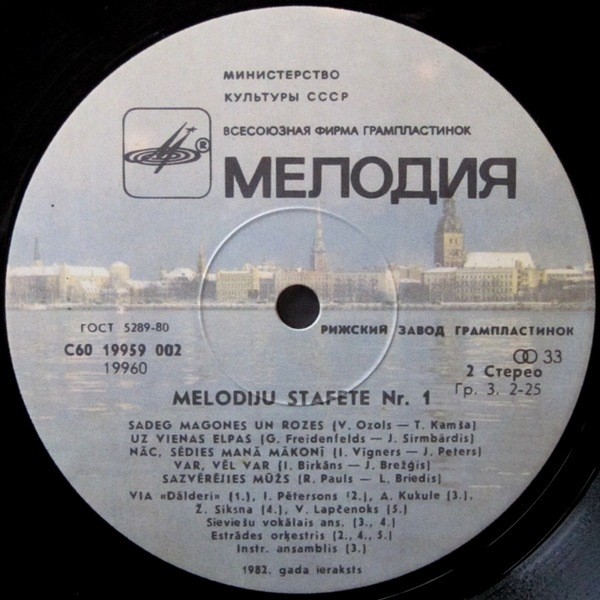 МИНИСТЕРСТВО
КУЛЬТУРЫ СССР
ВСЕСОЮЗНАЯ ФИРМА ГРАМПЛАСТИНОК
®
МЕЛОДИЯ
ГОСТ 5289-80
РИЖСКИЙ ЗАВОД ГРАМПЛАСТИНОК
С60 19959 002
19960
33
2 Стерео
Гр. 3. 2-25
MELODIJU STAFETE Nr. 1
SADEG MAGONES UN ROZES (V. Ozols — T. Kamša)
UZ VIENAS ELPAS (G. Freidenfelds — J. Sirmbārdis)
NĀC, SĒDIES MANĀ MĀKONĪ (I. Vīgners — J. Peters)
VAR, VĒL VAR (I. Birkāns — J. Brežģis)
SAZVĒRĒJIES MŪŽS (R. Pauls — L. Briedis)
VIA «Dālderi» (1.), I. Pētersons (2.), A. Kukule (3.),
Ž. Siksna (4.), V. Lapčenoks (5.)
Sieviešu vokālais ans. (3., 4.)
Estrādes orķestris (2., 4., 5.)
Instr. ansamblis (3.)
1982. gada ieraksts